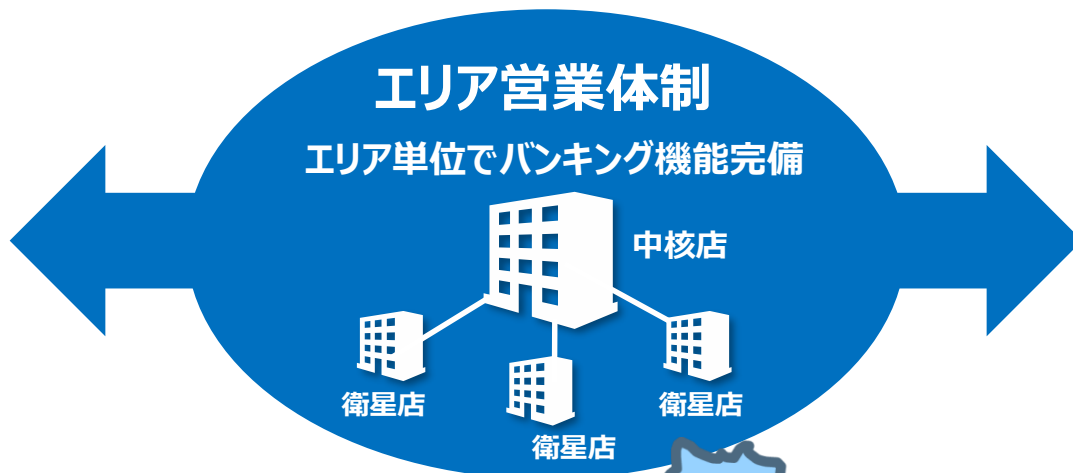 エリア営業体制
エリア単位でバンキング機能完備
中核店
衛星店
衛星店
衛星店